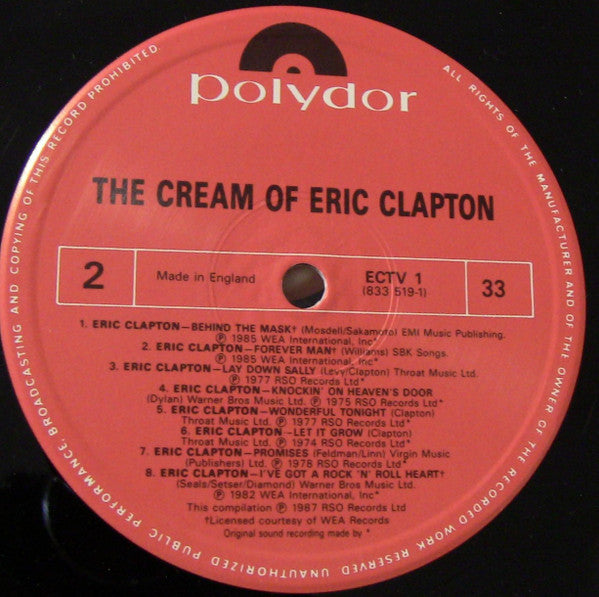 polydor
THE CREAM OF ERIC CLAPTON
2
Made in England
ECTV 1
(833 519-1)
33
1. ERIC CLAPTON—BEHIND THE MASK† (Mosdell/Sakamoto) EMI Music Publishing.
Ⓟ 1985 WEA International, Inc*
2. ERIC CLAPTON—FOREVER MAN† (Williams) SBK Songs.
Ⓟ 1985 WEA International, Inc*
3. ERIC CLAPTON—LAY DOWN SALLY (Levy/Clapton) Throat Music Ltd.
Ⓟ 1977 RSO Records Ltd*
4. ERIC CLAPTON—KNOCKIN' ON HEAVEN'S DOOR
(Dylan) Warner Bros Music Ltd. Ⓟ 1975 RSO Records Ltd*
5. ERIC CLAPTON—WONDERFUL TONIGHT (Clapton)
Throat Music Ltd. Ⓟ 1977 RSO Records Ltd*
6. ERIC CLAPTON—LET IT GROW (Clapton)
Throat Music Ltd. Ⓟ 1974 RSO Records Ltd*
7. ERIC CLAPTON—PROMISES (Feldman/Linn) Virgin Music
(Publishers) Ltd. Ⓟ 1978 RSO Records Ltd*
8. ERIC CLAPTON—I'VE GOT A ROCK 'N' ROLL HEART†
(Seals/Setser/Diamond) Warner Bros Music Ltd.
Ⓟ 1982 WEA International, Inc*
This compilation Ⓟ 1987 RSO Records Ltd
†Licensed courtesy of WEA Records
Original sound recording made by *
ALL RIGHTS OF THE MANUFACTURER AND OF THE OWNER OF THE RECORDED WORK RESERVED UNAUTHORIZED PUBLIC PERFORMANCE, BROADCASTING AND COPYING OF THIS RECORD PROHIBITED